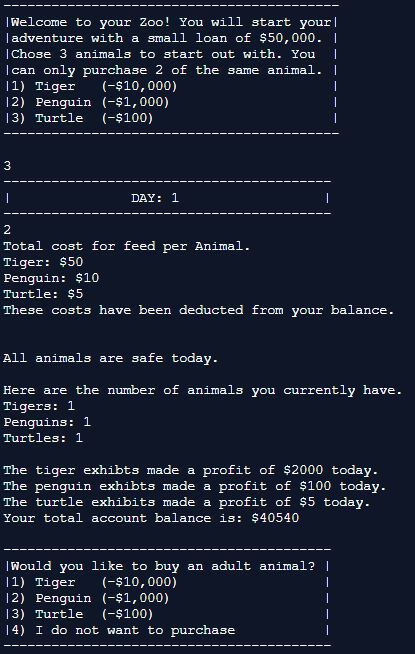 -------------------------------------------
|Welcome to your Zoo! You will start your|
|adventure with a small loan of $50,000. |
|Chose 3 animals to start out with. You  |
|can only purchase 2 of the same animal. |
|1) Tiger   (-$10,000)                   |
|2) Penguin (-$1,000)                    |
|3) Turtle  (-$100)                      |
-------------------------------------------
3
-----------------------------------------
|               DAY: 1                  |
-----------------------------------------
2
Total cost for feed per Animal.
Tiger: $50
Penguin: $10
Turtle: $5
These costs have been deducted from your balance.
All animals are safe today.
Here are the number of animals you currently have.
Tigers: 1
Penguins: 1
Turtles: 1
The tiger exhibts made a profit of $2000 today.
The penguin exhibts made a profit of $100 today.
The turtle exhibits made a profit of $5 today.
Your total account balance is: $40540
-----------------------------------------
|Would you like to buy an adult animal? |
|1) Tiger   (-$10,000)                  |
|2) Penguin (-$1,000)                   |
|3) Turtle  (-$100)                     |
|4) I do not want to purchase           |
-----------------------------------------